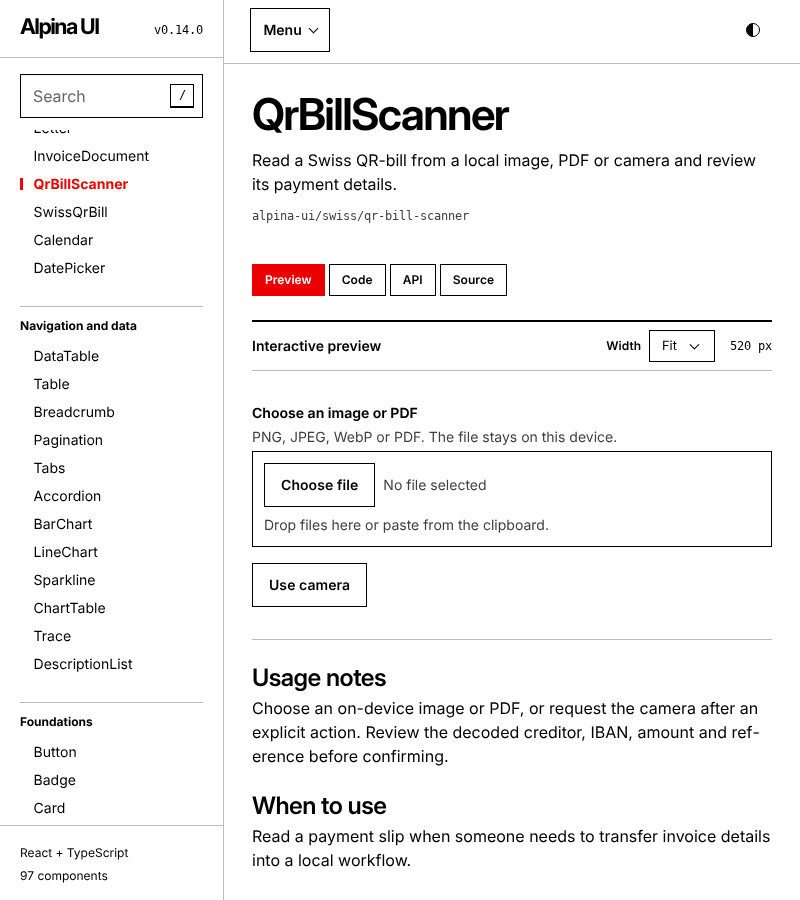 Alpina UI
v0.14.0
Menu
Search
/
Letter
InvoiceDocument
QrBillScanner
SwissQrBill
Calendar
DatePicker
Navigation and data
DataTable
Table
Breadcrumb
Pagination
Tabs
Accordion
BarChart
LineChart
Sparkline
ChartTable
Trace
DescriptionList
Foundations
Button
Badge
Card
React + TypeScript
97 components
QrBillScanner
Read a Swiss QR-bill from a local image, PDF or camera and review
its payment details.
alpina-ui/swiss/qr-bill-scanner
Preview
Code
API
Source
Interactive preview
Width
Fit
520 px
Choose an image or PDF
PNG, JPEG, WebP or PDF. The file stays on this device.
Choose file
No file selected
Drop files here or paste from the clipboard.
Use camera
Usage notes
Choose an on-device image or PDF, or request the camera after an
explicit action. Review the decoded creditor, IBAN, amount and ref-
erence before confirming.
When to use
Read a payment slip when someone needs to transfer invoice details
into a local workflow.